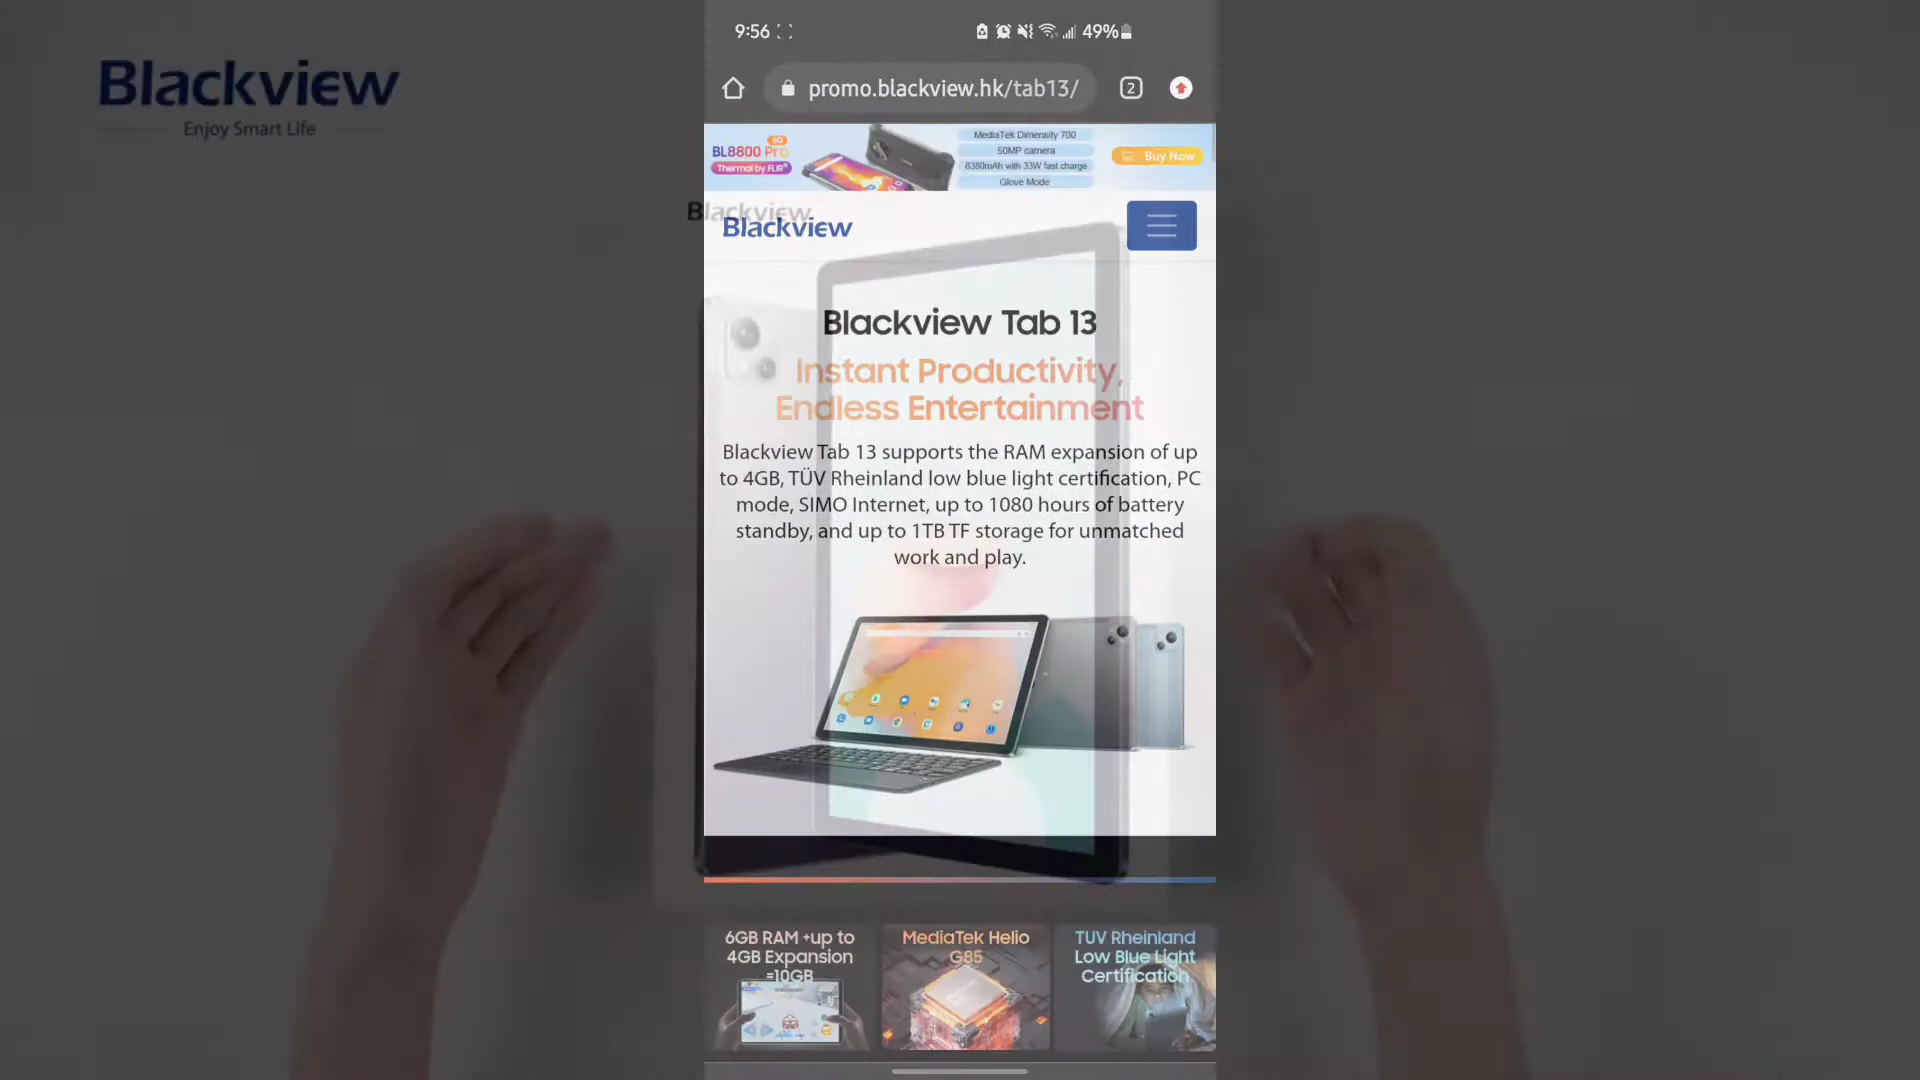 Blackview
Enjoy Smart Life
9:56
49%
promo.blackview.hk/tab13/
2
5G
BL8800 Pro
Thermal by FLIR®
MediaTek Dimensity 700
50MP camera
8380mAh with 33W fast charge
Glove Mode
Buy Now
Blackview
Blackview
Blackview Tab 13
Instant Productivity,
Endless Entertainment
Blackview Tab 13 supports the RAM expansion of up
to 4GB, TÜV Rheinland low blue light certification, PC
mode, SIMO Internet, up to 1080 hours of battery
standby, and up to 1TB TF storage for unmatched
work and play.
6GB RAM +up to
4GB Expansion
=10GB
MediaTek Helio
G85
TUV Rheinland
Low Blue Light
Certification